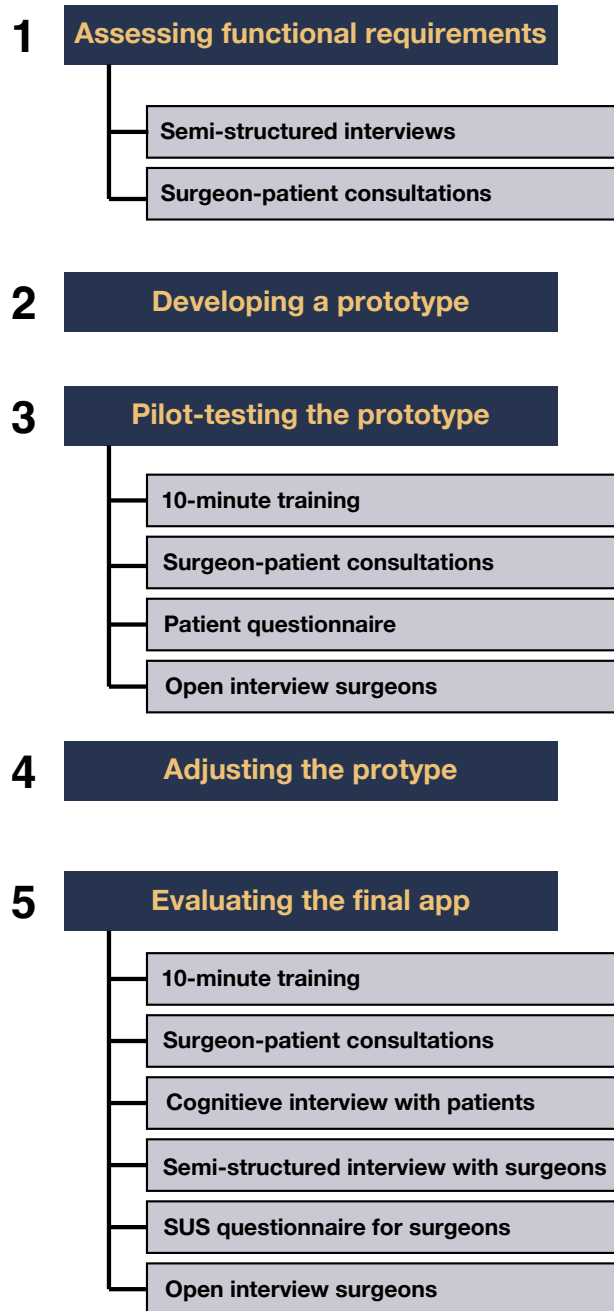 1 Assessing functional requirements
Semi-structured interviews
Surgeon-patient consultations
2 Developing a prototype
3 Pilot-testing the prototype
10-minute training
Surgeon-patient consultations
Patient questionnaire
Open interview surgeons
4 Adjusting the protype
5 Evaluating the final app
10-minute training
Surgeon-patient consultations
Cognitieve interview with patients
Semi-structured interview with surgeons
SUS questionnaire for surgeons
Open interview surgeons